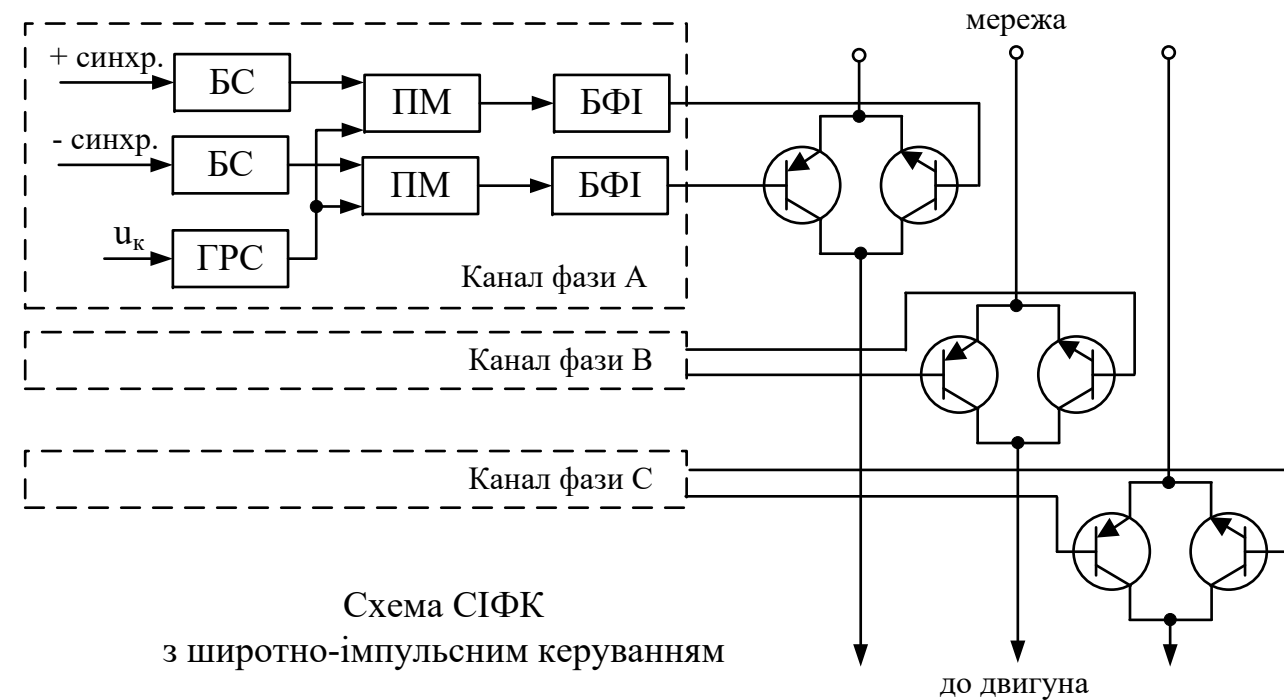 мережа
+ синхр.
БС
ПМ
БФІ
- синхр.
БС
ПМ
БФІ
uк
ГРС
Канал фази А
Канал фази В
Канал фази С
Схема СІФК
з широтно-імпульсним керуванням
до двигуна